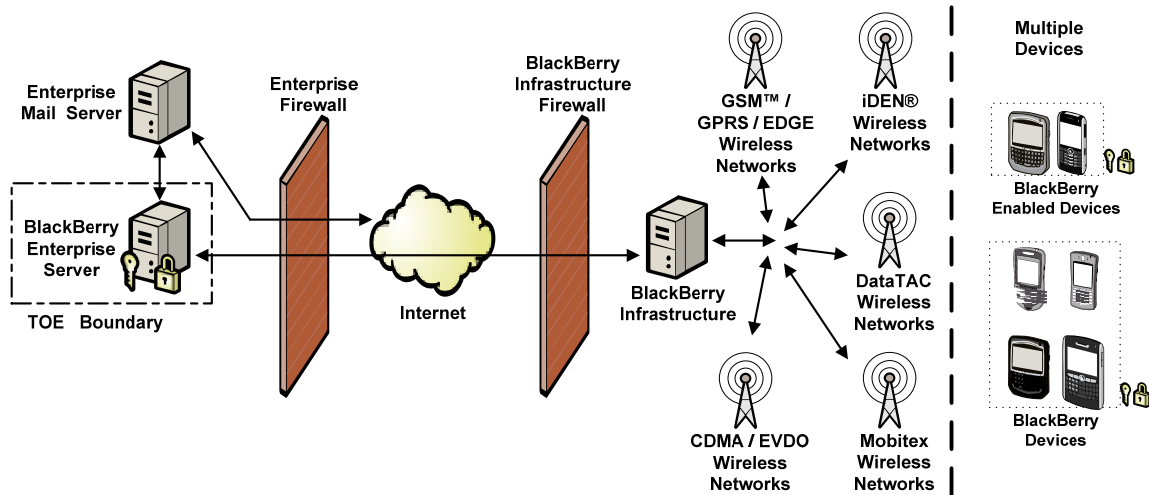 Enterprise
Mail Server
BlackBerry
Enterprise
Server
TOE Boundary
Enterprise
Firewall
Internet
BlackBerry
Infrastructure
Firewall
BlackBerry
Infrastructure
GSM™ /
GPRS / EDGE
Wireless
Networks
iDEN®
Wireless
Networks
DataTAC
Wireless
Networks
CDMA / EVDO
Wireless
Networks
Mobitex
Wireless
Networks
Multiple
Devices
BlackBerry
Enabled Devices
BlackBerry
Devices